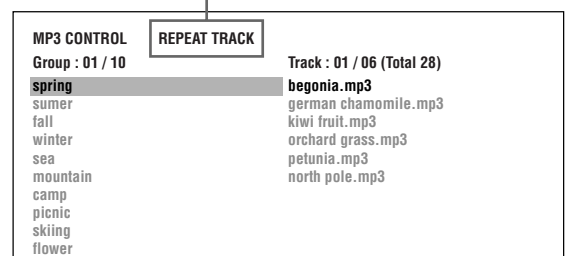 MP3 CONTROL REPEAT TRACK
Group : 01 / 10 Track : 01 / 06 (Total 28)
spring begonia.mp3
sumer german chamomile.mp3
fall kiwi fruit.mp3
winter orchard grass.mp3
sea petunia.mp3
mountain north pole.mp3
camp
picnic
skiing
flower